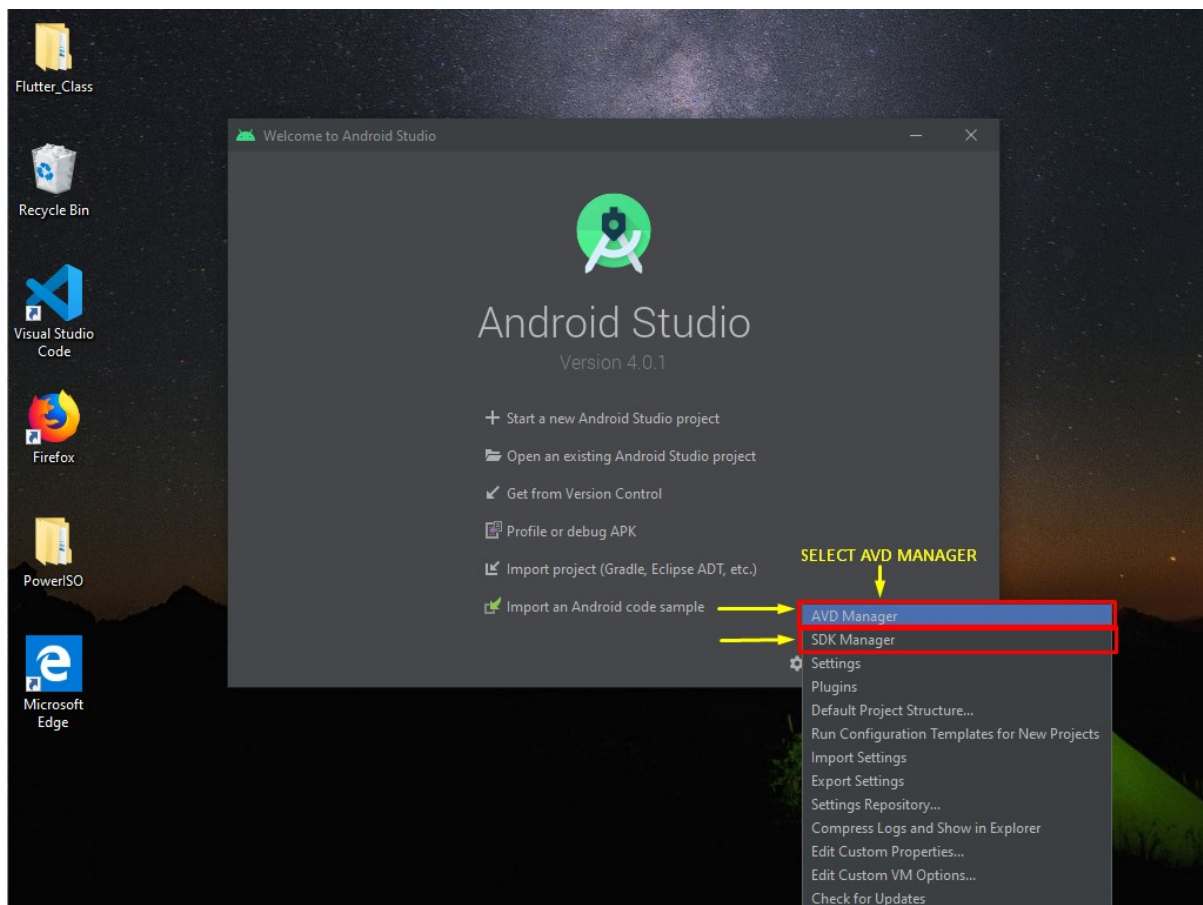 Flutter_Class
Recycle Bin
Visual Studio
Code
Firefox
PowerISO
Microsoft
Edge
Welcome to Android Studio
Android Studio
Version 4.0.1
Start a new Android Studio project
Open an existing Android Studio project
Get from Version Control
Profile or debug APK
Import project (Gradle, Eclipse ADT, etc.)
Import an Android code sample
SELECT AVD MANAGER
AVD Manager
SDK Manager
Settings
Plugins
Default Project Structure...
Run Configuration Templates for New Projects
Import Settings
Export Settings
Settings Repository...
Compress Logs and Show in Explorer
Edit Custom Properties...
Edit Custom VM Options...
Check for Updates